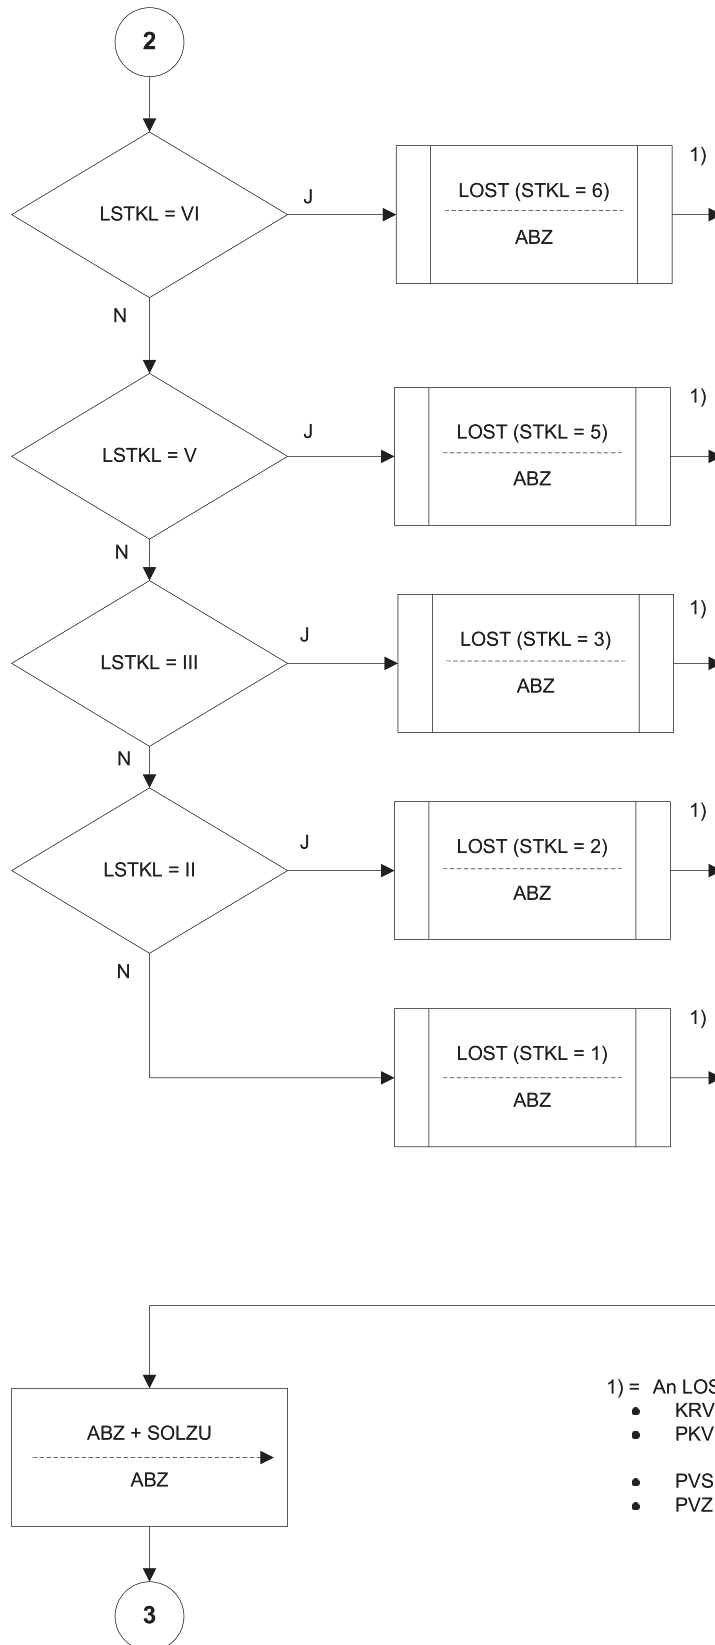 2
LSTKL = VI
J
LOST (STKL = 6)
ABZ
1)
N
LSTKL = V
J
LOST (STKL = 5)
ABZ
1)
N
LSTKL = III
J
LOST (STKL = 3)
ABZ
1)
N
LSTKL = II
J
LOST (STKL = 2)
ABZ
1)
N
LOST (STKL = 1)
ABZ
1)
ABZ + SOLZU
ABZ
1) = An LOS
• KRV
• PKV
• PVS
• PVZ
3